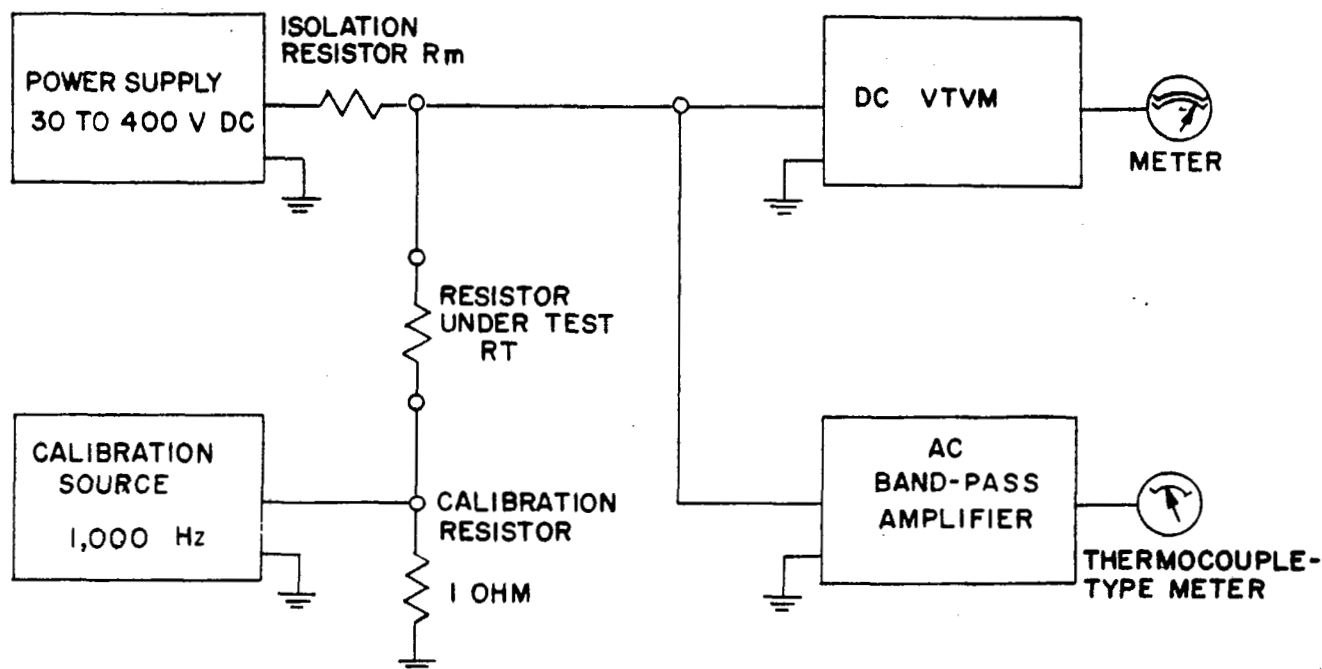 ISOLATION
RESISTOR Rm
POWER SUPPLY
30 TO 400 V DC
DC VTVM
METER
RESISTOR
UNDER TEST
RT
CALIBRATION
SOURCE
1,000 Hz
CALIBRATION
RESISTOR
1 OHM
AC
BAND-PASS
AMPLIFIER
THERMOCOUPLE-
TYPE METER